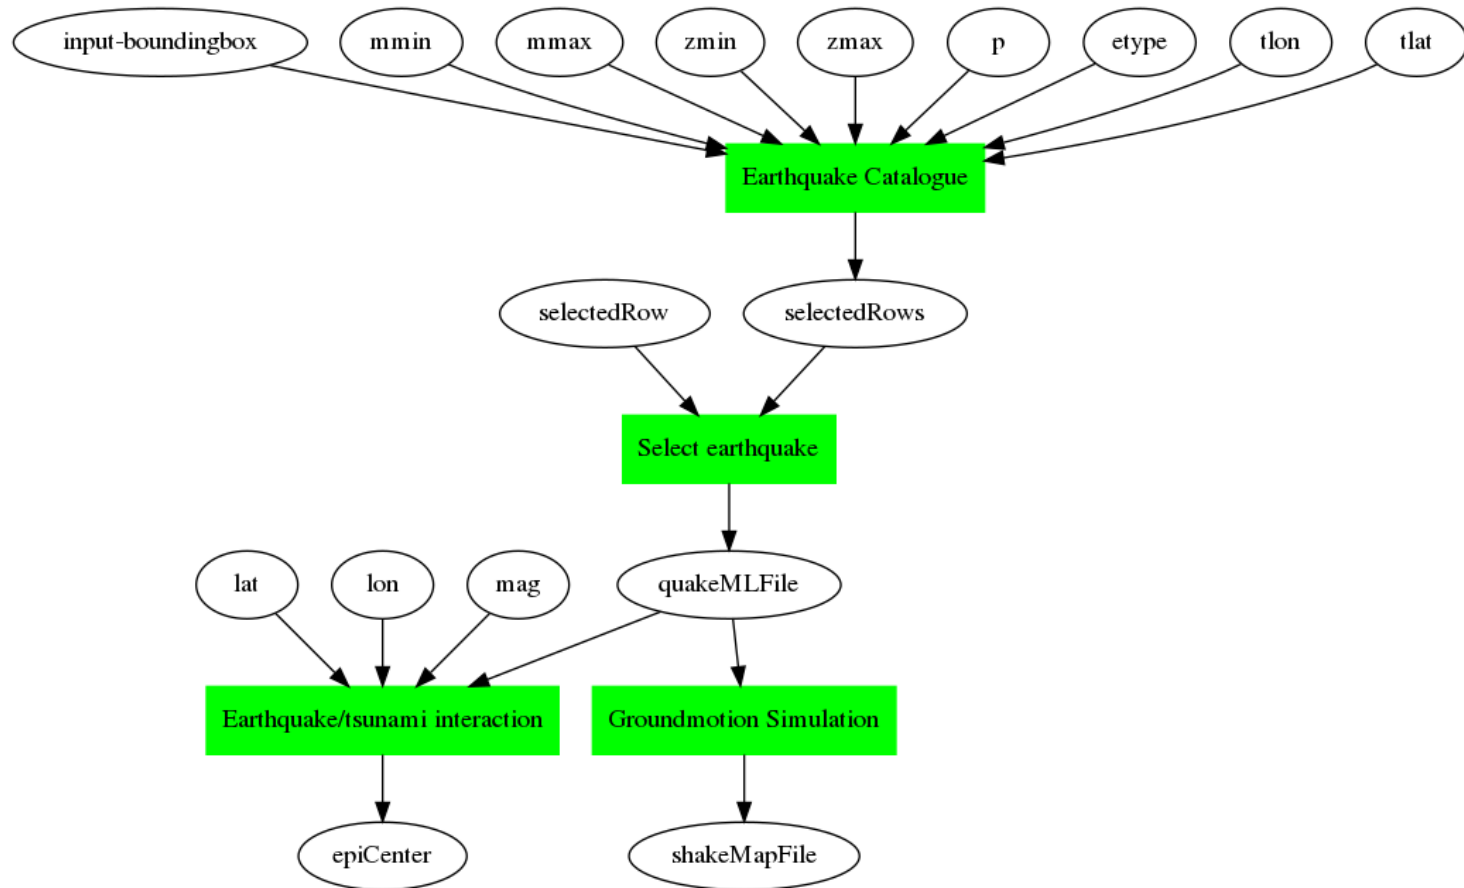 input-boundingbox
mmin
mmax
zmin
zmax
p
etype
tlon
tlat
Earthquake Catalogue
selectedRow
selectedRows
Select earthquake
lat
lon
mag
quakeMLFile
Earthquake/tsunami interaction
Groundmotion Simulation
epiCenter
shakeMapFile